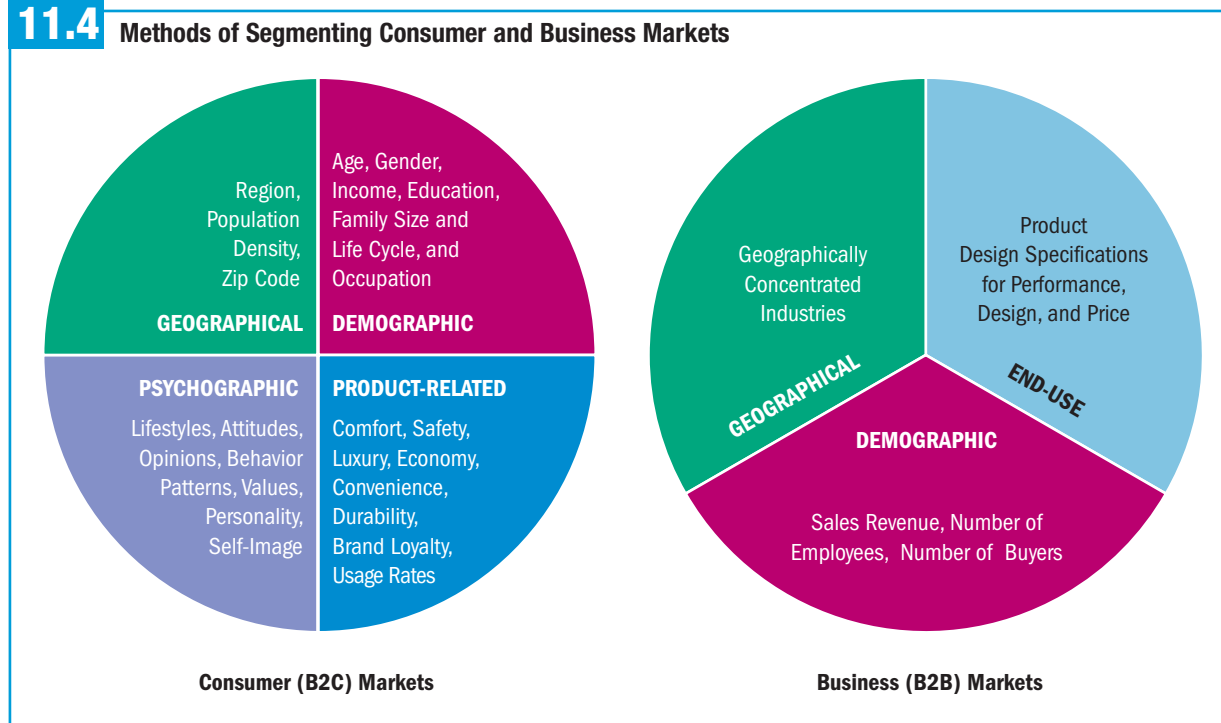 11.4 Methods of Segmenting Consumer and Business Markets
Region,
Population
Density,
Zip Code
GEOGRAPHICAL
Age, Gender,
Income, Education,
Family Size and
Life Cycle, and
Occupation
DEMOGRAPHIC
PSYCHOGRAPHIC
Lifestyles, Attitudes,
Opinions, Behavior
Patterns, Values,
Personality,
Self-Image
PRODUCT-RELATED
Comfort, Safety,
Luxury, Economy,
Convenience,
Durability,
Brand Loyalty,
Usage Rates
Consumer (B2C) Markets
Geographically
Concentrated
Industries
GEOGRAPHICAL
Product
Design Specifications
for Performance,
Design, and Price
END-USE
DEMOGRAPHIC
Sales Revenue, Number of
Employees, Number of Buyers
Business (B2B) Markets